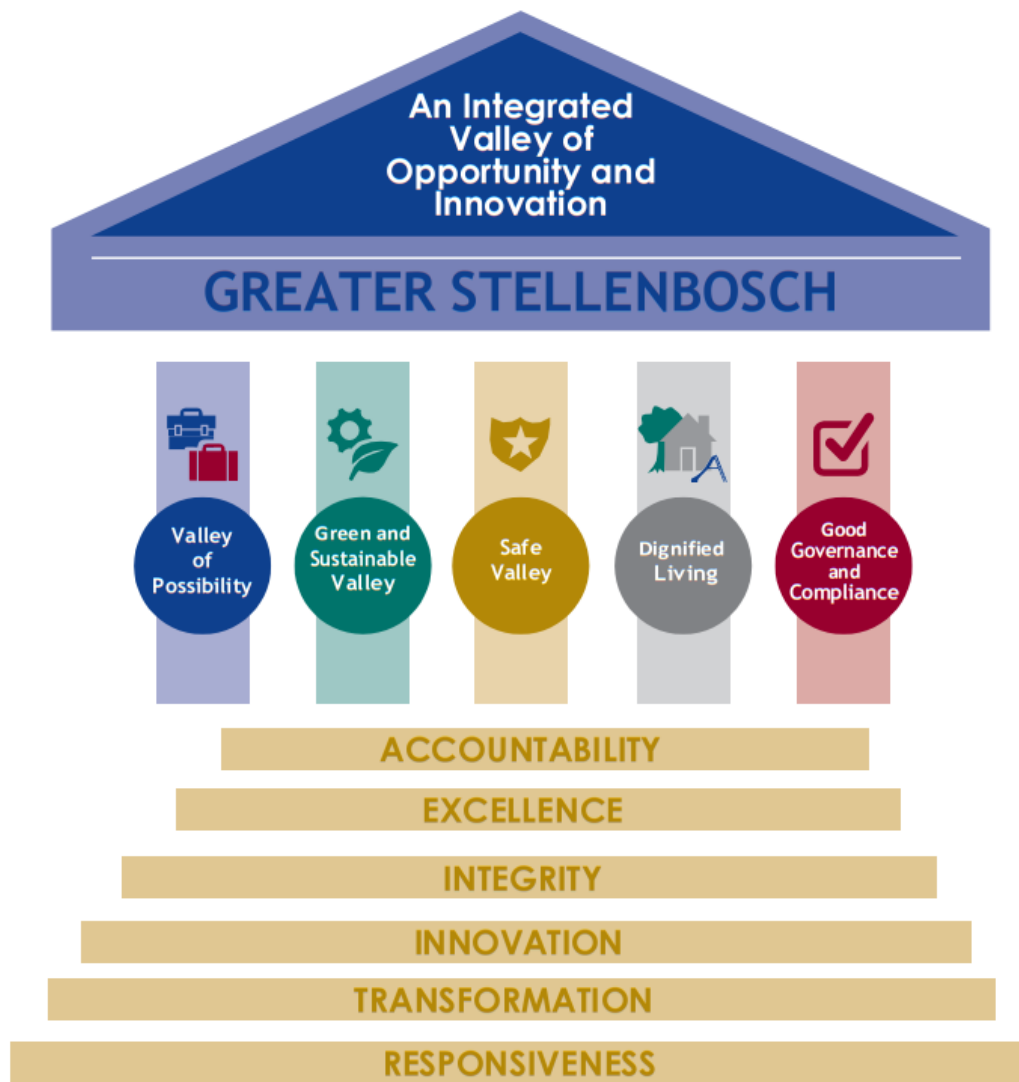 An Integrated
Valley of
Opportunity and
Innovation
GREATER STELLENBOSCH
Valley
of
Possibility
Green and
Sustainable
Valley
Safe
Valley
Dignified
Living
Good
Governance
and
Compliance
ACCOUNTABILITY
EXCELLENCE
INTEGRITY
INNOVATION
TRANSFORMATION
RESPONSIVENESS